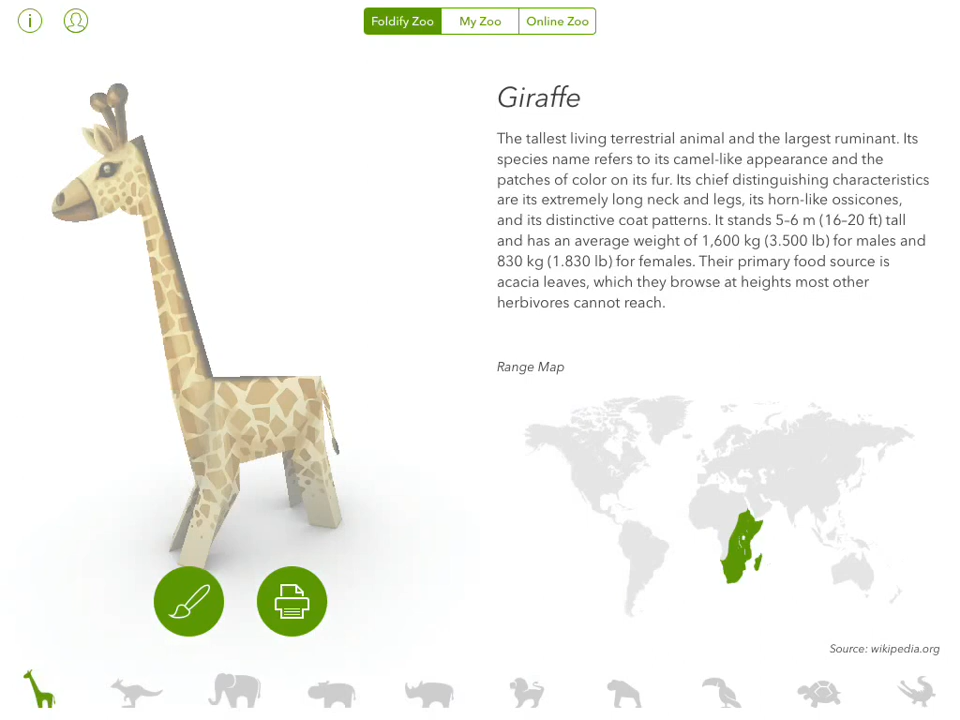 Foldify Zoo
My Zoo
Online Zoo
Giraffe
The tallest living terrestrial animal and the largest ruminant. Its
species name refers to its camel-like appearance and the
patches of color on its fur. Its chief distinguishing characteristics
are its extremely long neck and legs, its horn-like ossicones,
and its distinctive coat patterns. It stands 5–6 m (16–20 ft) tall
and has an average weight of 1,600 kg (3.500 lb) for males and
830 kg (1.830 lb) for females. Their primary food source is
acacia leaves, which they browse at heights most other
herbivores cannot reach.
Range Map
Source: wikipedia.org